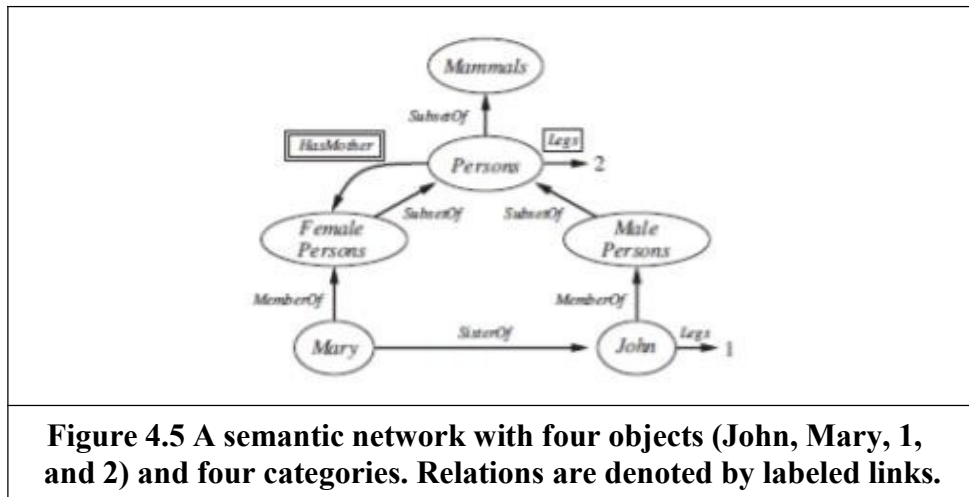 Mammals
SubsetOf
HasMother
Persons
Legs
2
SubsetOf
SubsetOf
Female
Persons
Male
Persons
MemberOf
MemberOf
Mary
SisterOf
John
Legs
1
Figure 4.5 A semantic network with four objects (John, Mary, 1,
and 2) and four categories. Relations are denoted by labeled links.